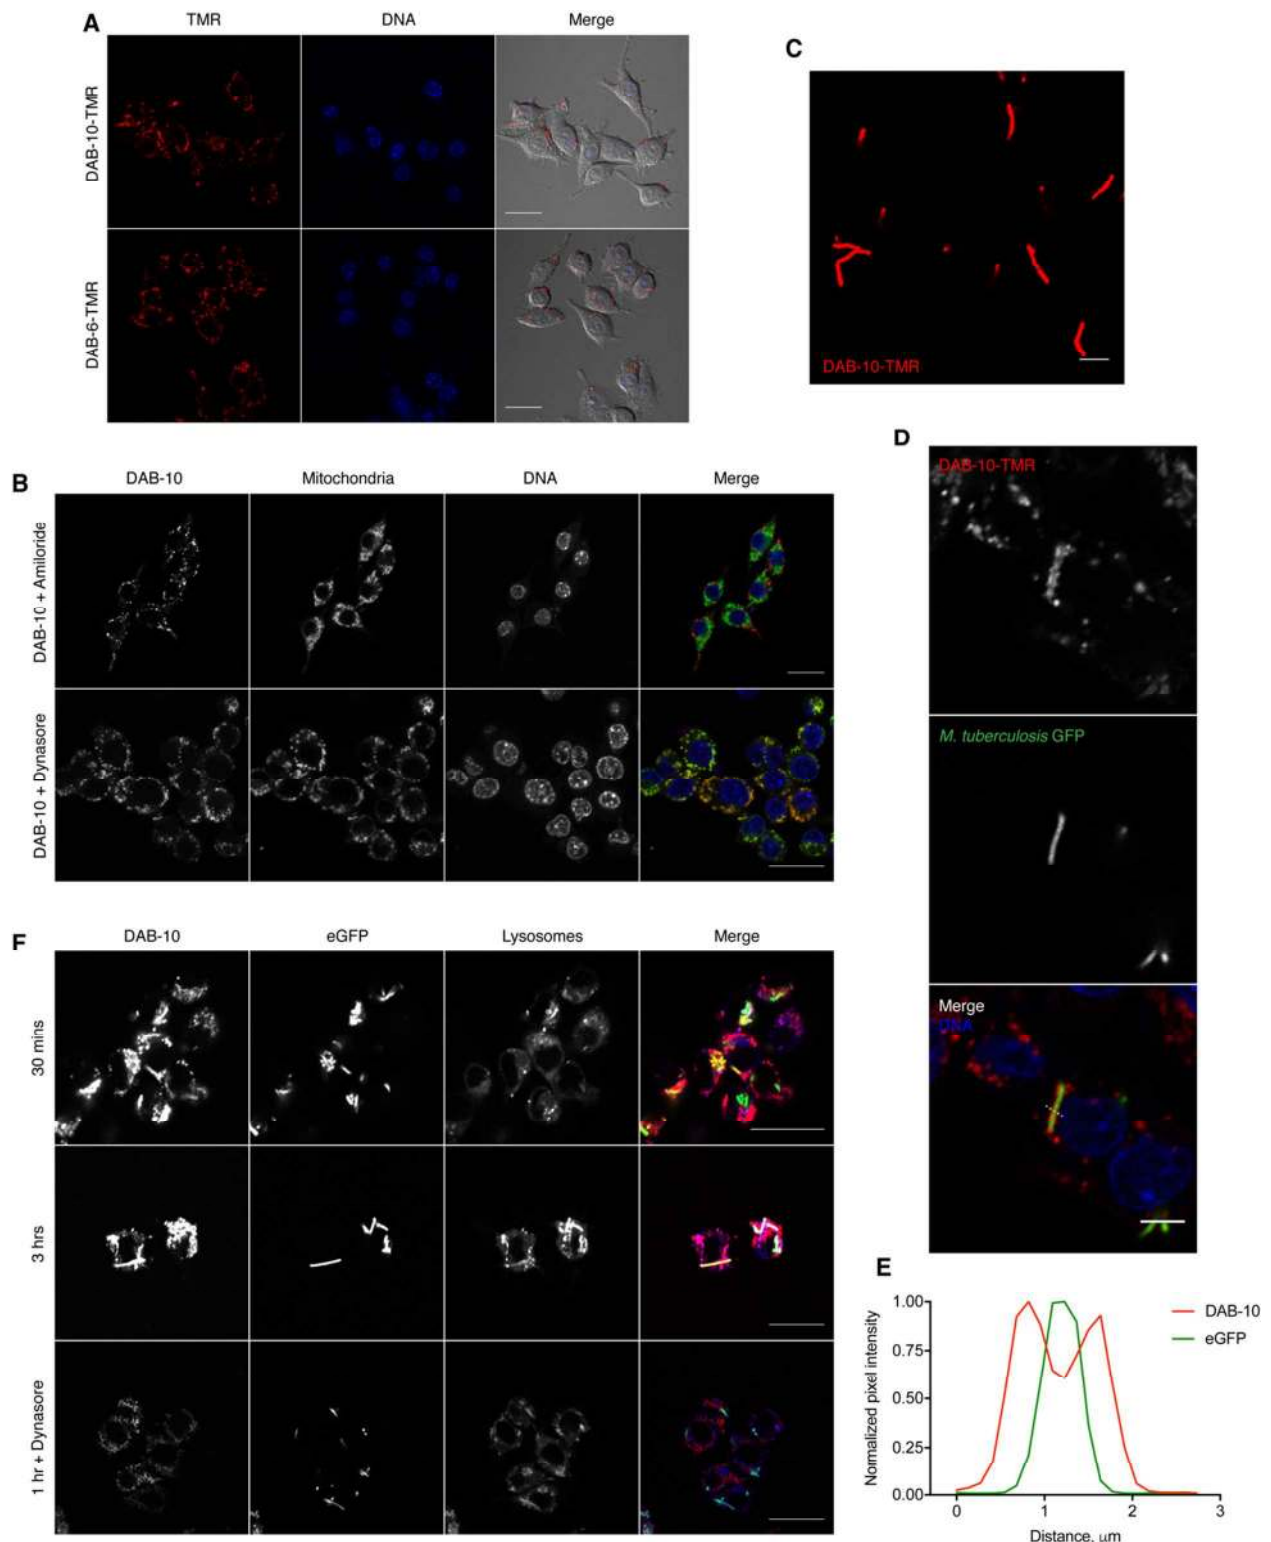 A
TMR
DNA
Merge
DAB-10-TMR
DAB-6-TMR
C
DAB-10-TMR
B
DAB-10
Mitochondria
DNA
Merge
DAB-10 + Amiloride
DAB-10 + Dynasore
D
DAB-10-TMR
M. tuberculosis GFP
Merge
DNA
F
DAB-10
eGFP
Lysosomes
Merge
30 mins
3 hrs
1 hr + Dynasore
E
Normalized pixel intensity
1.00
0.75
0.50
0.25
0.00
0
1
2
3
Distance, μm
DAB-10
eGFP